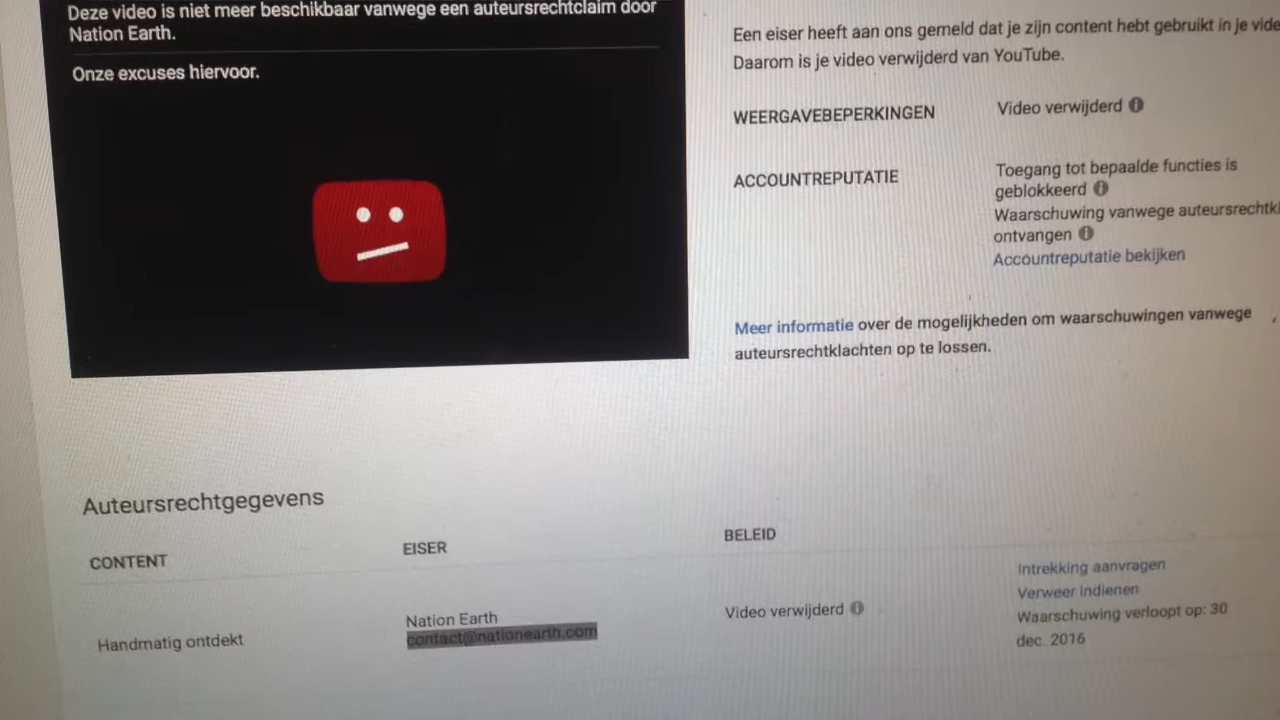 Deze video is niet meer beschikbaar vanwege een auteursrechtclaim door
Nation Earth.
Onze excuses hiervoor.
Een eiser heeft aan ons gemeld dat je zijn content hebt gebruikt in je
Daarom is je video verwijderd van YouTube.
WEERGAVEBEPERKINGEN
Video verwijderd
ACCOUNTREPUTATIE
Toegang tot bepaalde functies is
geblokkeerd
Waarschuwing vanwege
ontvangen
Accountreputatie bekijken
Meer informatie over de mogelijkheden om waarschuwingen vanwege
auteursrechtklachten op te lossen.
Auteursrechtgegevens
CONTENT
EISER
BELEID
Handmatig ontdekt
Nation Earth
contact@nationearth.com
Video verwijderd
Intrekking aanvragen
Verweer indienen
Waarschuwing verloopt op: 30
dec. 2016